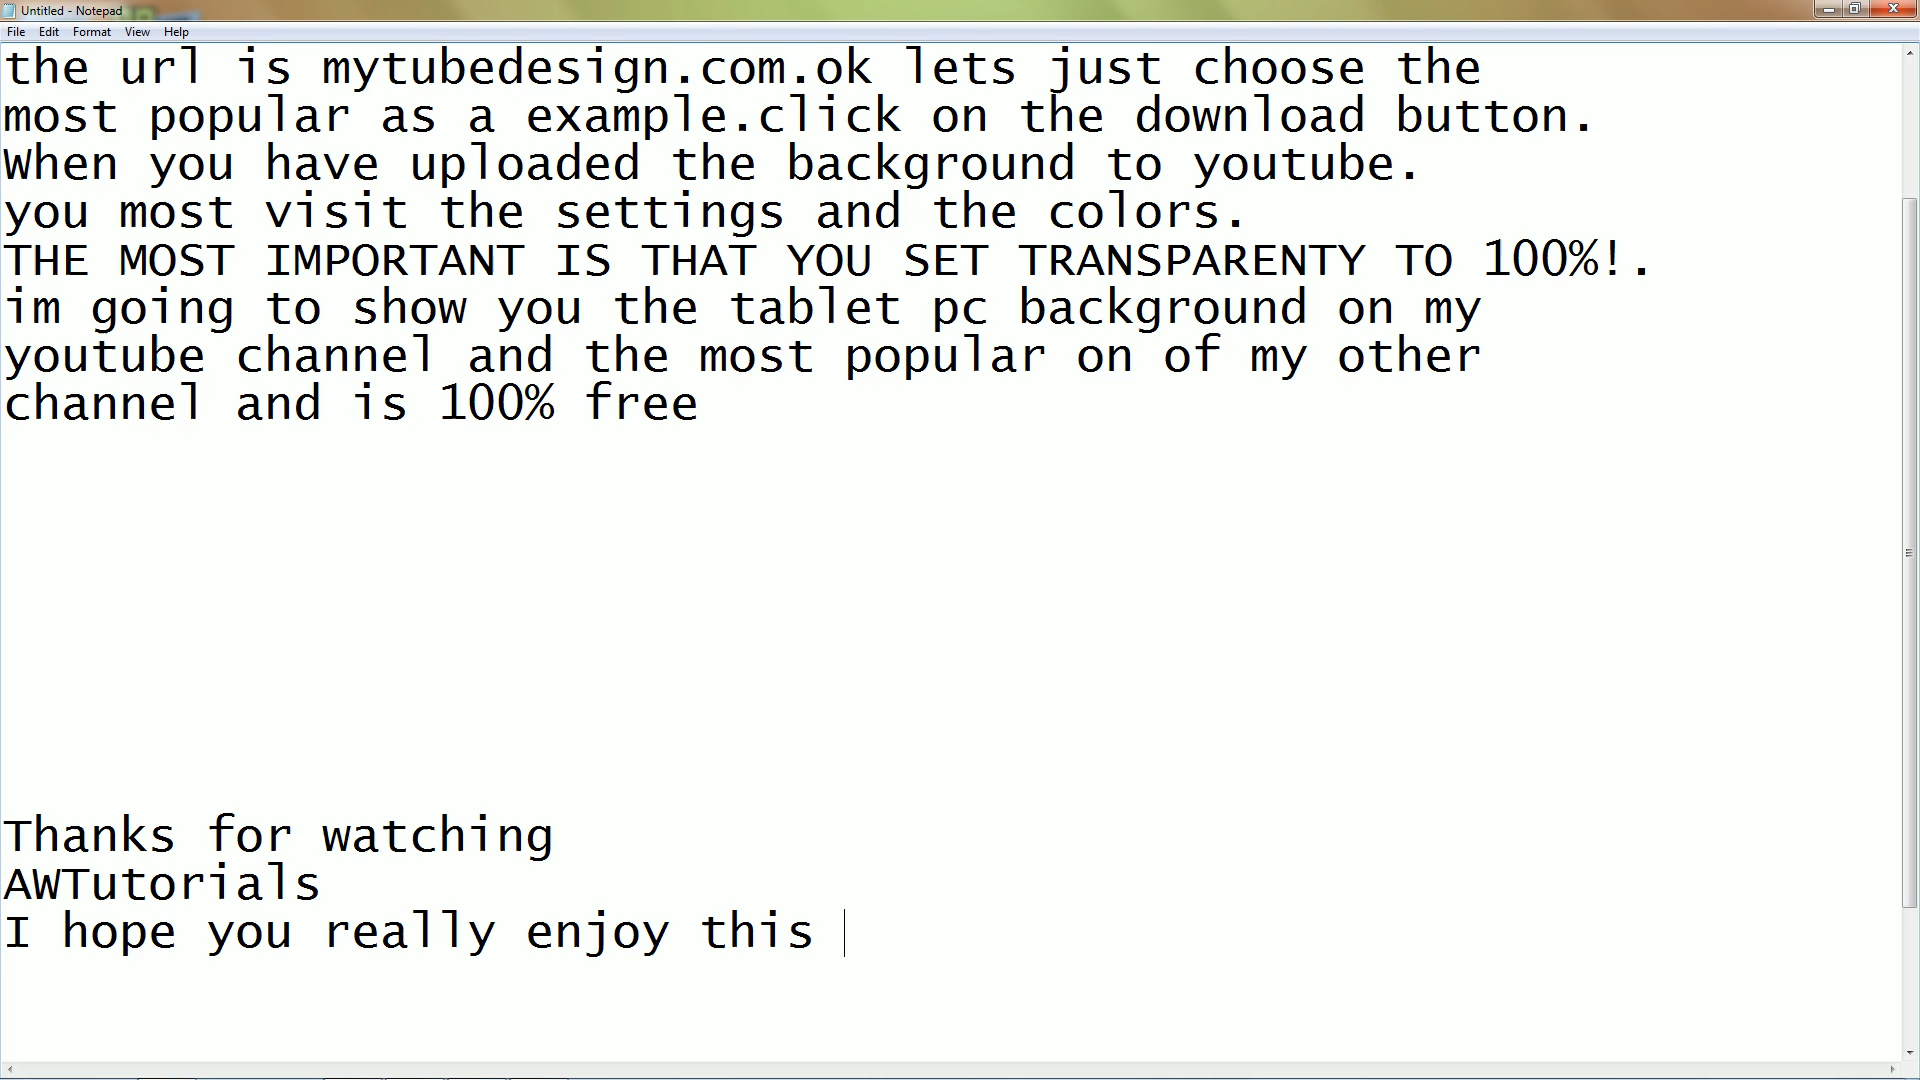 Untitled - Notepad
File Edit Format View Help
the url is mytubedesign.com.ok lets just choose the
most popular as a example.click on the download button.
When you have uploaded the background to youtube.
you most visit the settings and the colors.
THE MOST IMPORTANT IS THAT YOU SET TRANSPARENTY TO 100%!.
im going to show you the tablet pc background on my
youtube channel and the most popular on of my other
channel and is 100% free
Thanks for watching
AWTutorials
I hope you really enjoy this